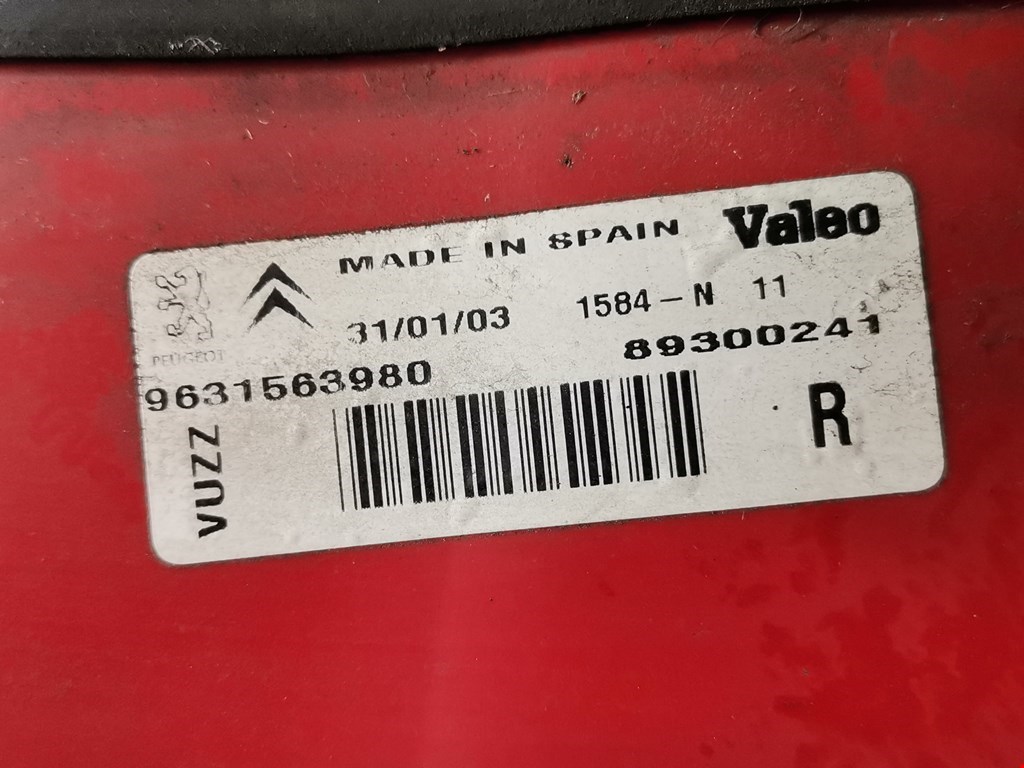 MADE IN SPAIN Valeo
PEUGEOT
31/01/03 1584-N 11
9631563980 89300241
VUZZ
R